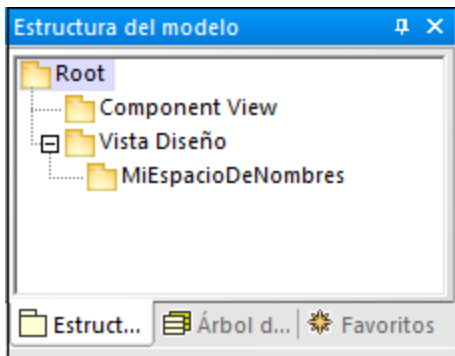 Estructura del modelo
Root
Component View
Vista Diseño
MiEspacioDeNombres
Estruct... Árbol d... Favoritos